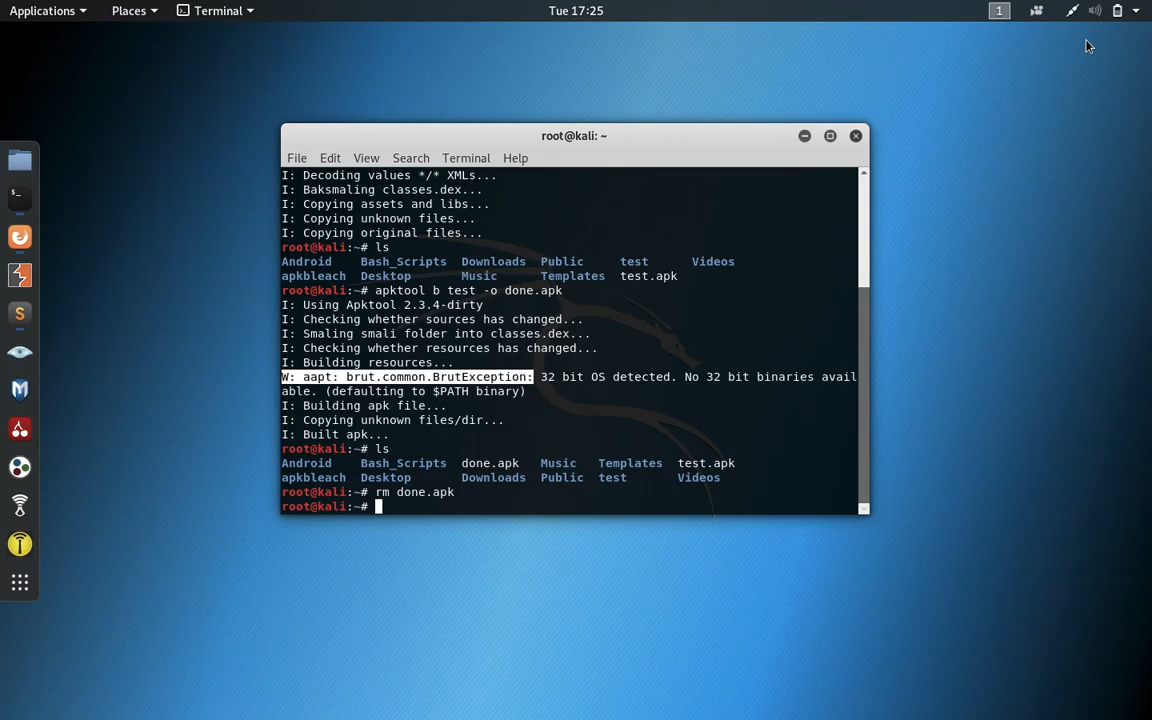 Applications Places Terminal Tue 17:25 1
root@kali: ~
File Edit View Search Terminal Help
I: Decoding values */* XMLs...
I: Baksmaling classes.dex...
I: Copying assets and libs...
I: Copying unknown files...
I: Copying original files...
root@kali:~# ls
Android Bash_Scripts Downloads Public test Videos
apkbleach Desktop Music Templates test.apk
root@kali:~# apktool b test -o done.apk
I: Using Apktool 2.3.4-dirty
I: Checking whether sources has changed...
I: Smaling smali folder into classes.dex...
I: Checking whether resources has changed...
I: Building resources...
W: aapt: brut.common.BrutException: 32 bit OS detected. No 32 bit binaries avail
able. (defaulting to $PATH binary)
I: Building apk file...
I: Copying unknown files/dir...
I: Built apk...
root@kali:~# ls
Android Bash_Scripts done.apk Music Templates test.apk
apkbleach Desktop Downloads Public test Videos
root@kali:~# rm done.apk
root@kali:~#